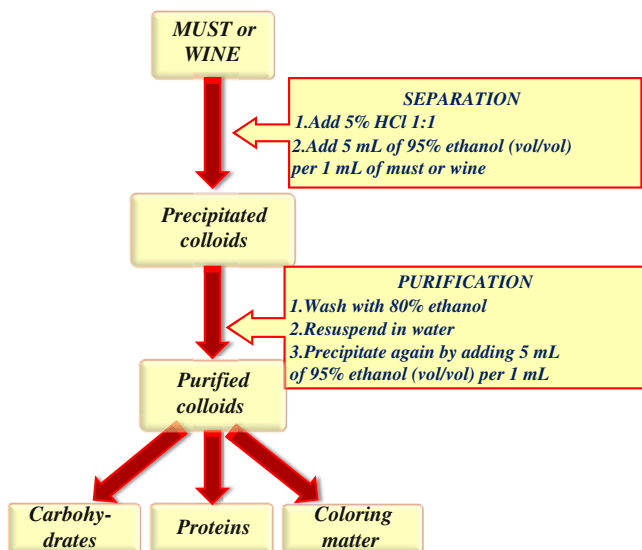 MUST or
WINE
SEPARATION
1.Add 5% HCl 1:1
2.Add 5 mL of 95% ethanol (vol/vol)
per 1 mL of must or wine
Precipitated
colloids
PURIFICATION
1.Wash with 80% ethanol
2.Resuspend in water
3.Precipitate again by adding 5 mL
of 95% ethanol (vol/vol) per 1 mL
Purified
colloids
Carbohy-
drates
Proteins
Coloring
matter